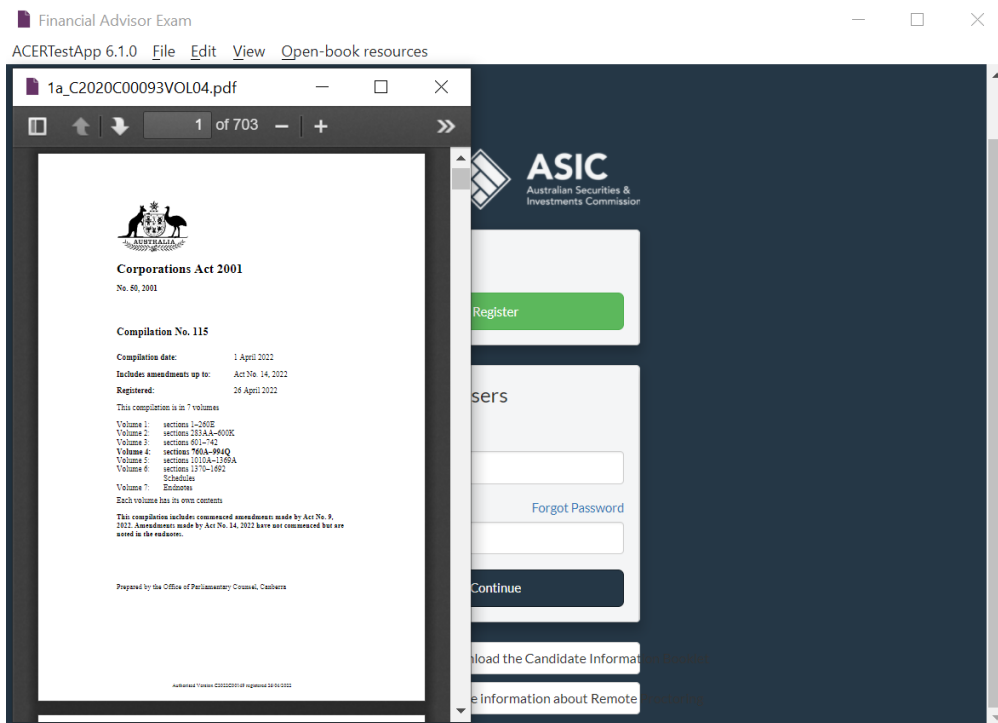 Financial Advisor Exam
ACERTestApp 6.1.0 File Edit View Open-book resources
1a_C2020C00093VOL04.pdf
1 of 703
AUSTRALIA
Corporations Act 2001
No. 50, 2001
Compilation No. 115
Compilation date: 1 April 2022
Includes amendments up to: Act No. 14, 2022
Registered: 26 April 2022
This compilation is in 7 volumes
Volume 1: sections 1–260E
Volume 2: sections 283AA–600K
Volume 3: sections 601–742
Volume 4: sections 760A–994Q
Volume 5: sections 1010A–1369A
Volume 6: sections 1370–1692
Schedules
Volume 7: Endnotes
Each volume has its own contents
This compilation includes commenced amendments made by Act No. 9,
2022. Amendments made by Act No. 14, 2022 have not commenced but are
noted in the endnotes.
Prepared by the Office of Parliamentary Counsel, Canberra
ASIC
Australian Securities &
Investments Commission
Register
sers
Forgot Password
Continue
load the Candidate Informat
e information about Remote